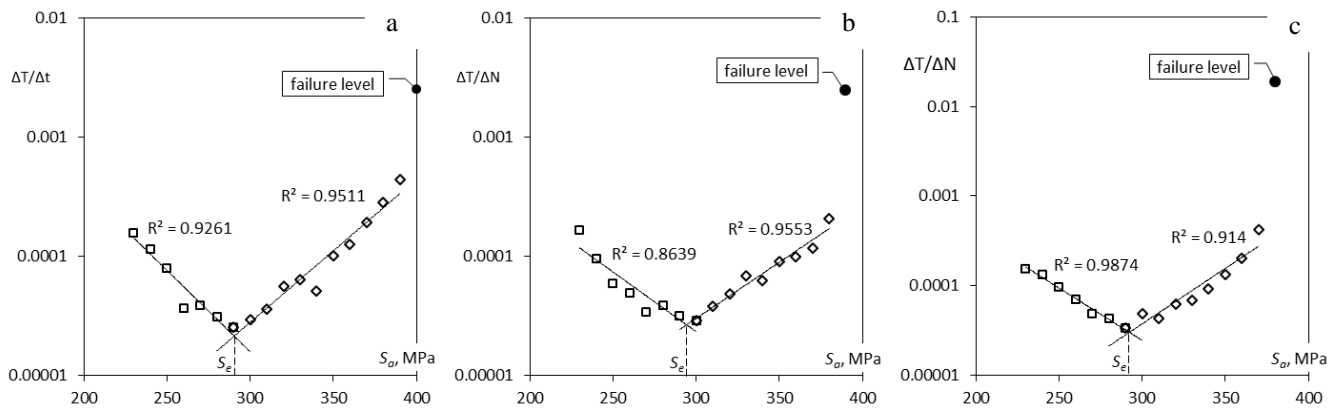 a
0.01
ΔT/Δt
failure level
0.001
R² = 0.9261
R² = 0.9511
0.0001
Sₑ
Sₐ, MPa
0.00001
200 250 300 350 400
b
0.01
ΔT/ΔN
failure level
0.001
R² = 0.8639
R² = 0.9553
0.0001
Sₑ
Sₐ, MPa
0.00001
200 250 300 350 400
c
0.1
ΔT/ΔN
failure level
0.01
0.001
R² = 0.9874
R² = 0.914
0.0001
Sₑ
Sₐ, MPa
0.00001
200 250 300 350 400